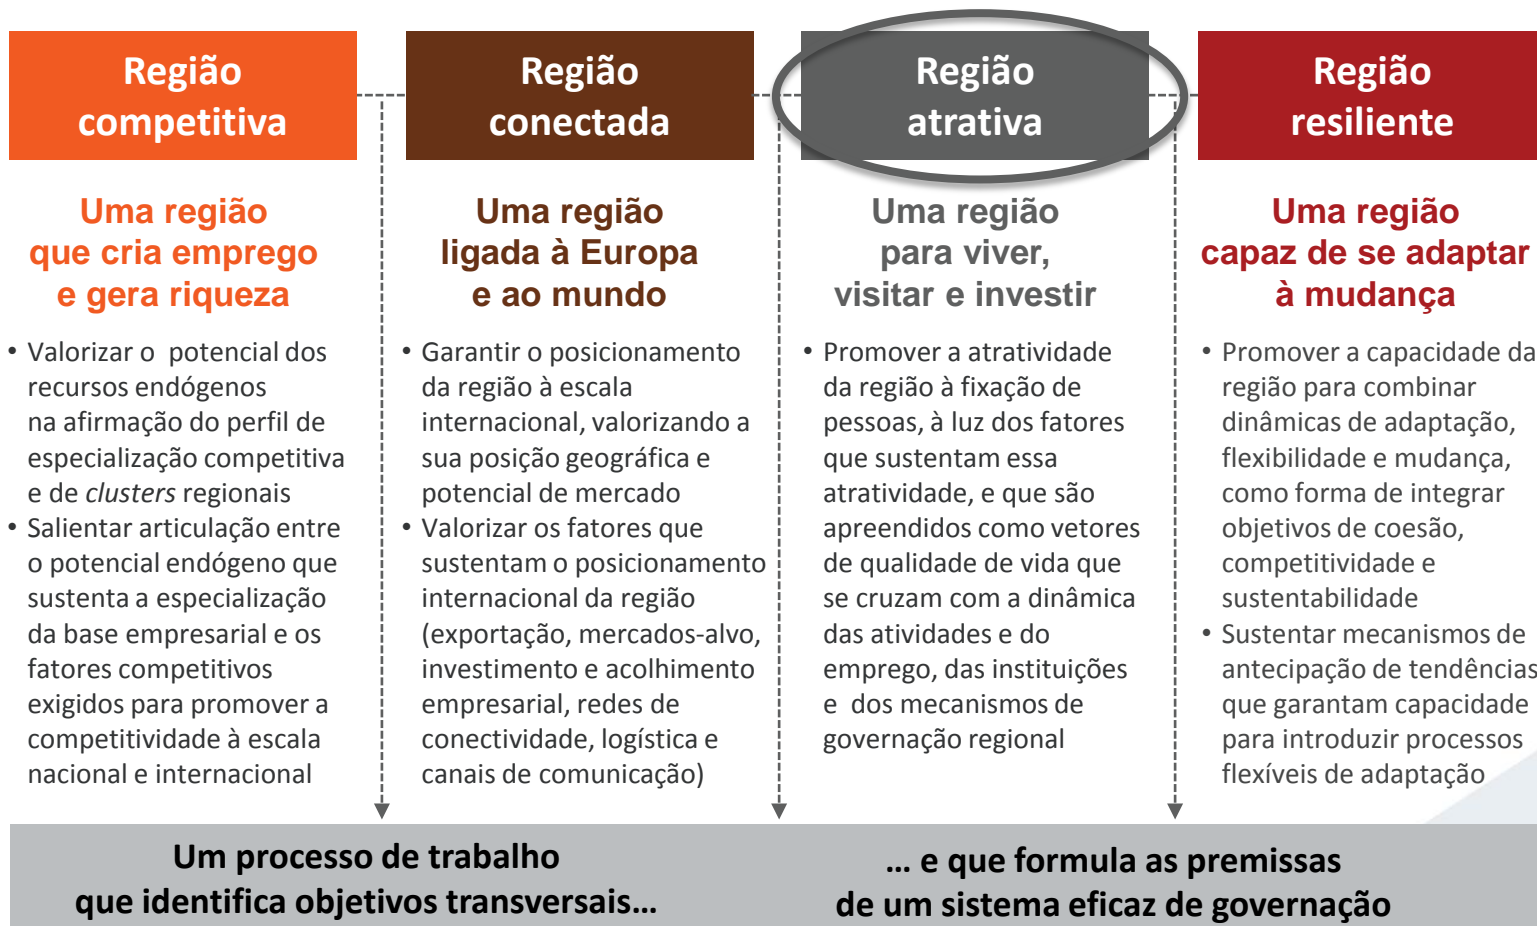 Região
competitiva
Uma região
que cria emprego
e gera riqueza
• Valorizar o potencial dos
recursos endógenos
na afirmação do perfil de
especialização competitiva
e de clusters regionais
• Salientar articulação entre
o potencial endógeno que
sustenta a especialização
da base empresarial e os
fatores competitivos
exigidos para promover a
competitividade à escala
nacional e internacional
Região
conectada
Uma região
ligada à Europa
e ao mundo
• Garantir o posicionamento
da região à escala
internacional, valorizando a
sua posição geográfica e
potencial de mercado
• Valorizar os fatores que
sustentam o posicionamento
internacional da região
(exportação, mercados-alvo,
investimento e acolhimento
empresarial, redes de
conectividade, logística e
canais de comunicação)
Região
atrativa
Uma região
para viver,
visitar e investir
• Promover a atratividade
da região à fixação de
pessoas, à luz dos fatores
que sustentam essa
atratividade, e que são
apreendidos como vetores
de qualidade de vida que
se cruzam com a dinâmica
das atividades e do
emprego, das instituições
e dos mecanismos de
governação regional
Região
resiliente
Uma região
capaz de se adaptar
à mudança
• Promover a capacidade da
região para combinar
dinâmicas de adaptação,
flexibilidade e mudança,
como forma de integrar
objetivos de coesão,
competitividade e
sustentabilidade
• Sustentar mecanismos de
antecipação de tendências
que garantam capacidade
para introduzir processos
flexíveis de adaptação
Um processo de trabalho
que identifica objetivos transversais…
… e que formula as premissas
de um sistema eficaz de governação